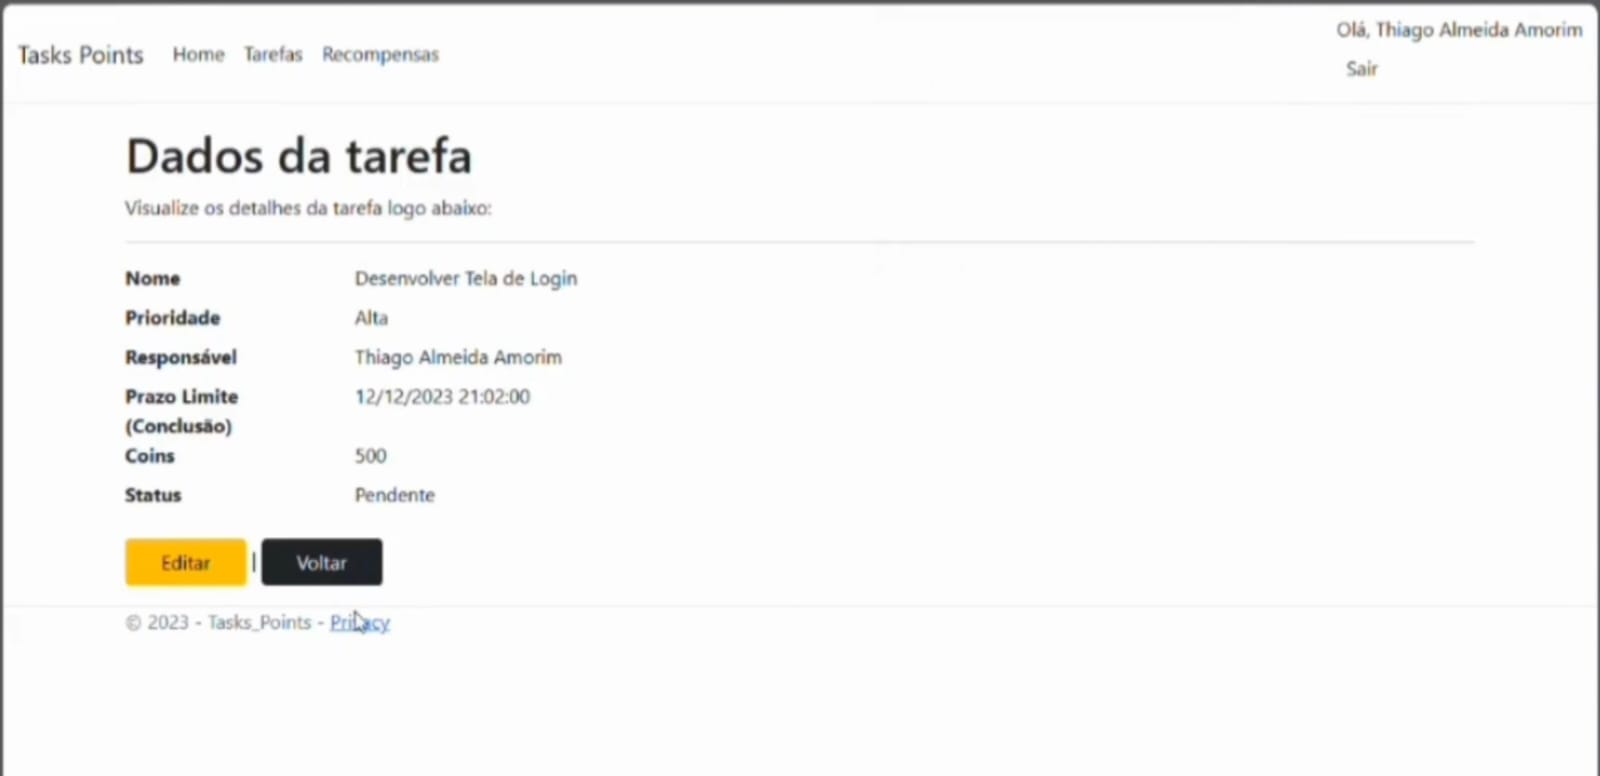 Olá, Thiago Almeida Amorim
Tasks Points Home Tarefas Recompensas
Sair
Dados da tarefa
Visualize os detalhes da tarefa logo abaixo:
Nome Desenvolver Tela de Login
Prioridade Alta
Responsável Thiago Almeida Amorim
Prazo Limite 12/12/2023 21:02:00
(Conclusão)
Coins 500
Status Pendente
Editar | Voltar
© 2023 - Tasks_Points - Privacy